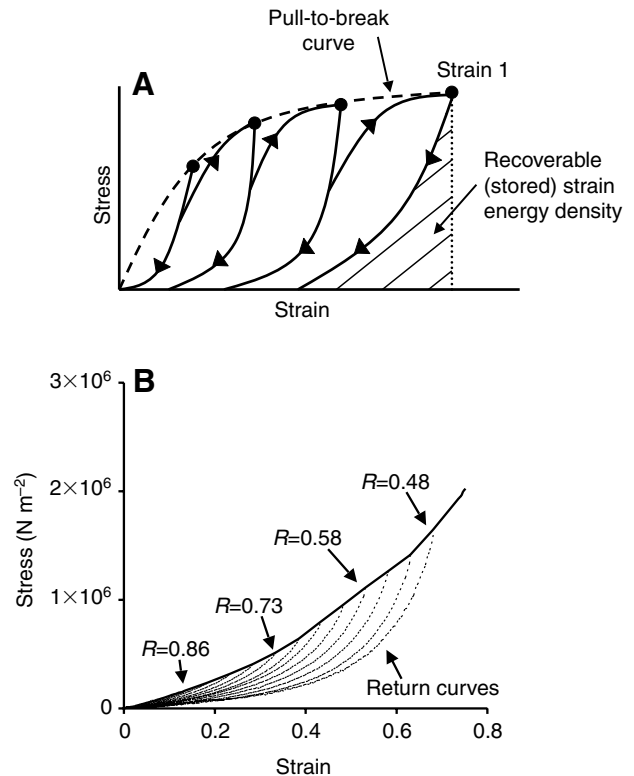 Pull-to-break
curve
A
Strain 1
Stress
Recoverable
(stored) strain
energy density
Strain
B
3×10⁶
2×10⁶
1×10⁶
0
Stress (N m⁻²)
R=0.48
R=0.58
R=0.73
R=0.86
Return curves
0 0.2 0.4 0.6 0.8
Strain